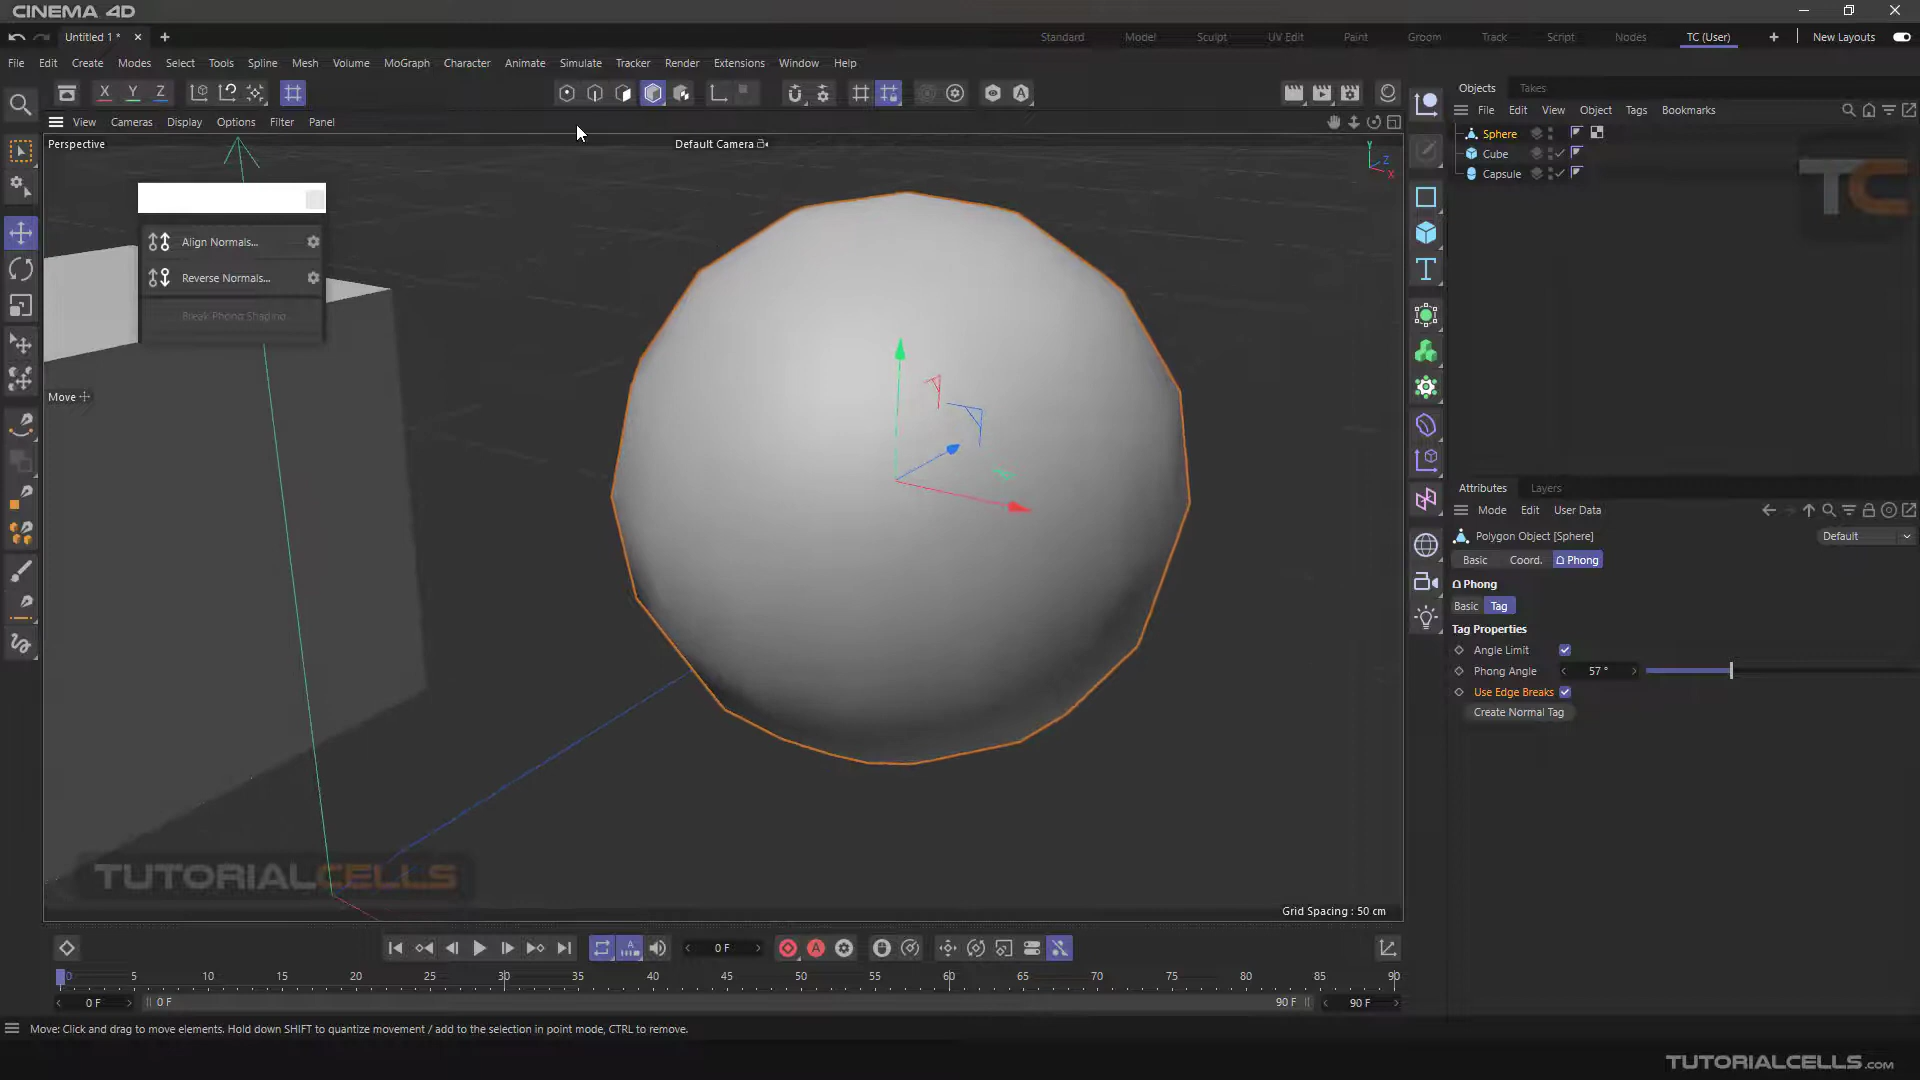 CINEMA 4D
Untitled 1 *
Standard Model Sculpt UV Edit Paint Groom Track Script Nodes TC (User) New Layouts
File Edit Create Modes Select Tools Spline Mesh Volume MoGraph Character Animate Simulate Tracker Render Extensions Window Help
X Y Z
View Cameras Display Options Filter Panel
Perspective
Default Camera
Y
Z
X
Align Normals...
Reverse Normals...
Break Phong Shading
Move
TUTORIALCELLS
Grid Spacing : 50 cm
Objects Takes
File Edit View Object Tags Bookmarks
Sphere
Cube
Capsule
TC
Attributes Layers
Mode Edit User Data
Polygon Object [Sphere]
Default
Basic Coord. Phong
Phong
Basic Tag
Tag Properties
Angle Limit
Phong Angle 57 °
Use Edge Breaks
Create Normal Tag
0 F
0 5 10 15 20 25 30 35 40 45 50 55 60 65 70 75 80 85 90
0 F 0 F 90 F 90 F
Move: Click and drag to move elements. Hold down SHIFT to quantize movement / add to the selection in point mode, CTRL to remove.
TUTORIALCELLS.com